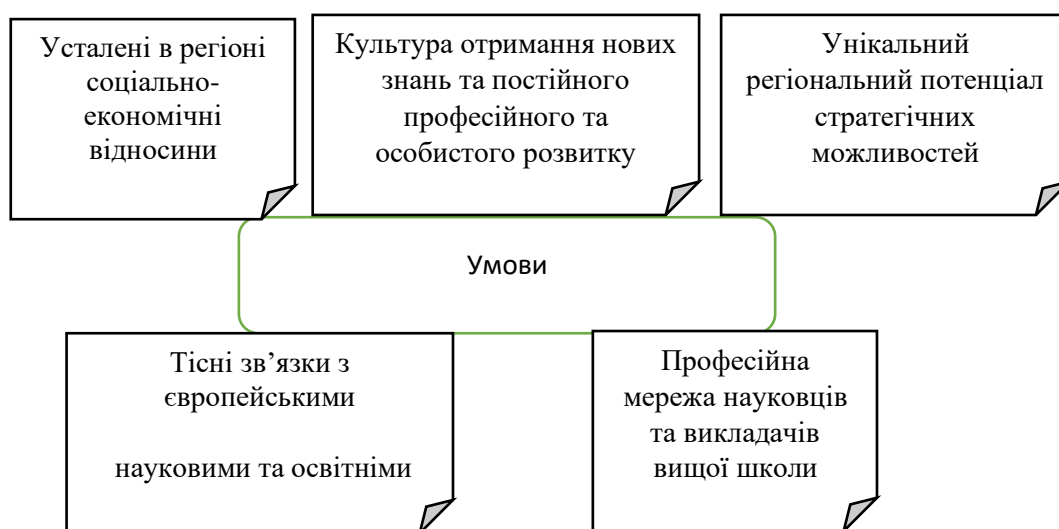 Усталені в регіоні
соціально-
економічні
відносини
Культура отримання нових
знань та постійного
професійного та
особистого розвитку
Унікальний
регіональний потенціал
стратегічних
можливостей
Умови
Тісні зв’язки з
європейськими
науковими та освітніми
Професійна
мережа науковців
та викладачів
вищої школи